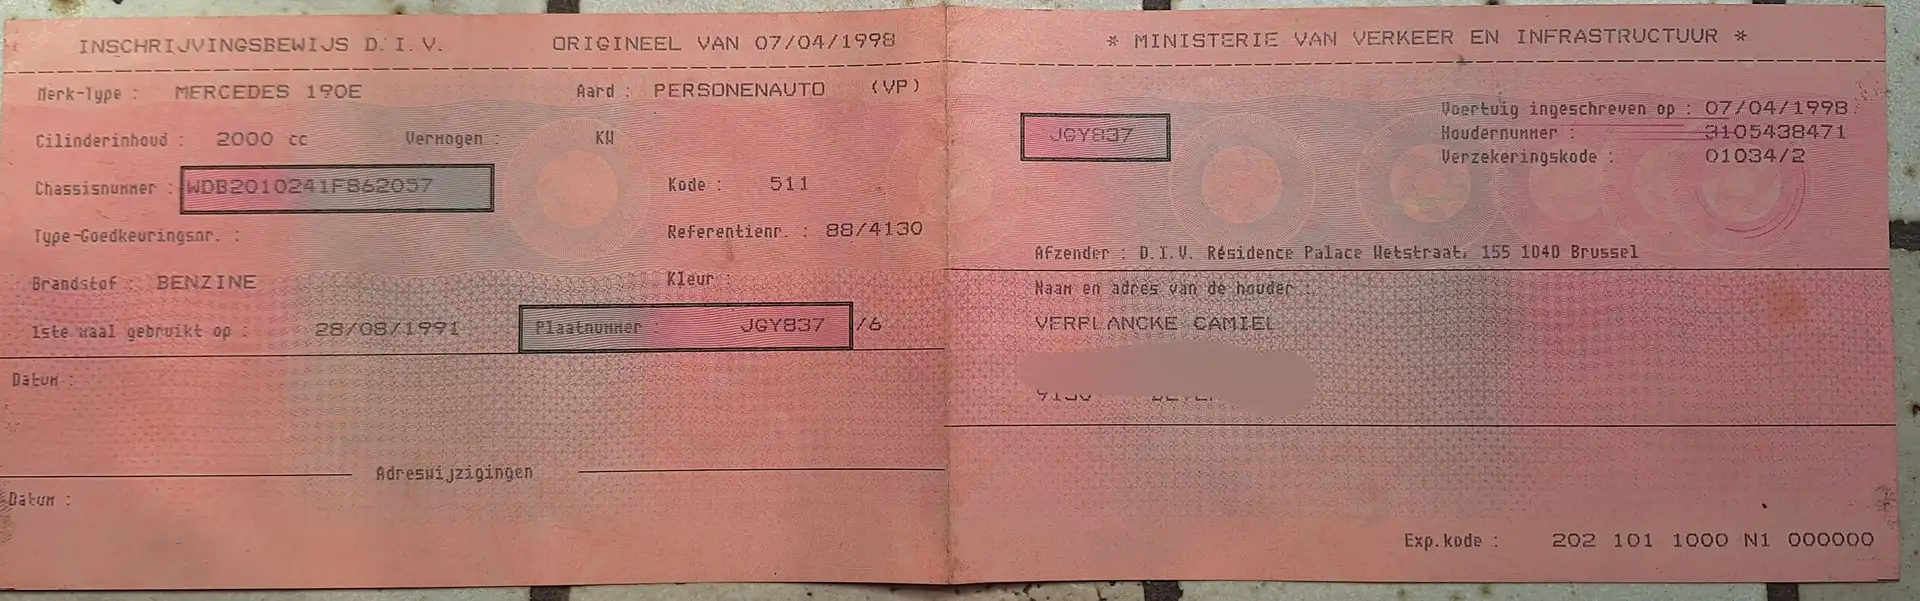 INSCHRIJVINGSBEWIJS D.I.V. ORIGINEEL VAN 07/04/1998
Merk-Type : MERCEDES 190E Aard : PERSONENAUTO (VP)
Cilinderinhoud : 2000 cc Vermogen : KW
Chassisnummer : WDB2010241F862057 Kode : 511
Type-Goedkeuringsnr. : Referentienr. : 88/4130
Brandstof : BENZINE Kleur :
1ste maal gebruikt op : 28/08/1991 Plaatnummer : JGY837 /6
Datum :
Adreswijzigingen
Datum :
* MINISTERIE VAN VERKEER EN INFRASTRUCTUUR *
Voertuig ingeschreven op : 07/04/1998
JGY837 Houdernummer : 3105438471
Verzekeringskode : 01034/2
Afzender : D.I.V. Résidence Palace Wetstraat, 155 1040 Brussel
Naam en adres van de houder :
VERPLANCKE CAMIEL
Exp.kode : 202 101 1000 N1 000000